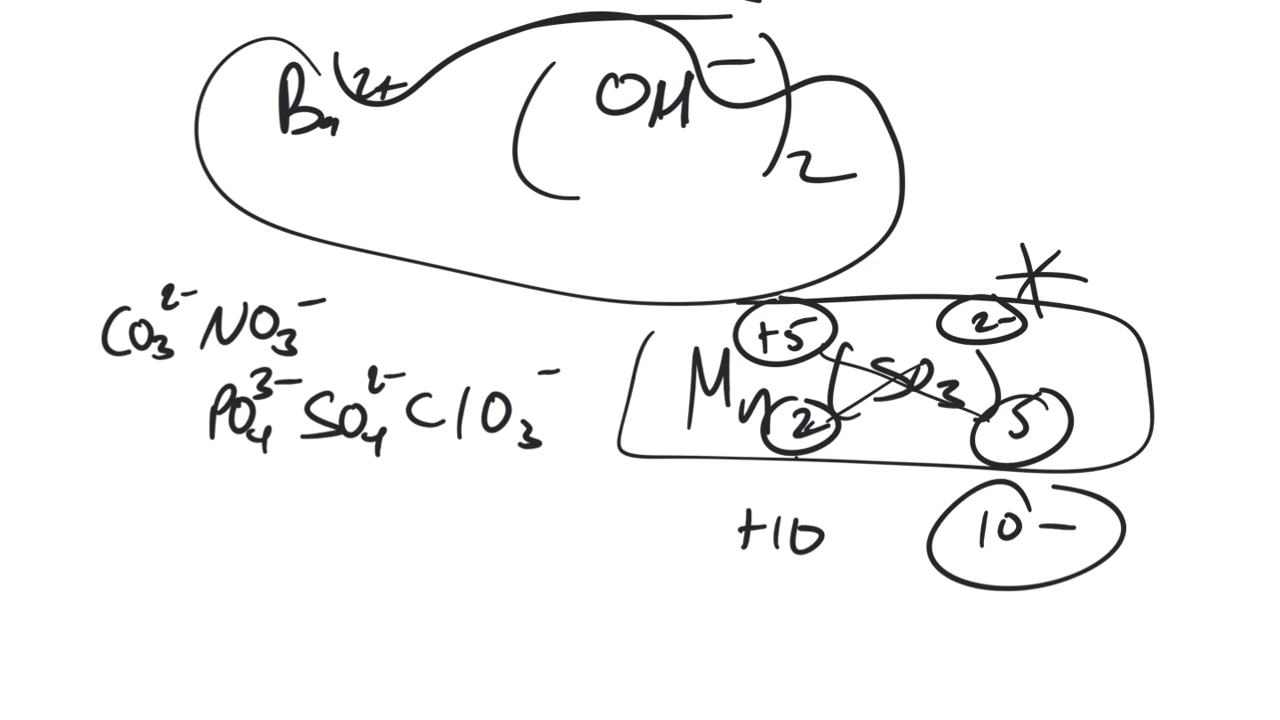 Ba²⁺ (OH⁻)₂
CO₃²⁻ NO₃⁻
PO₄³⁻ SO₄²⁻ ClO₃⁻
+5 2-
Mn₂(SO₃)₅
+10 10-